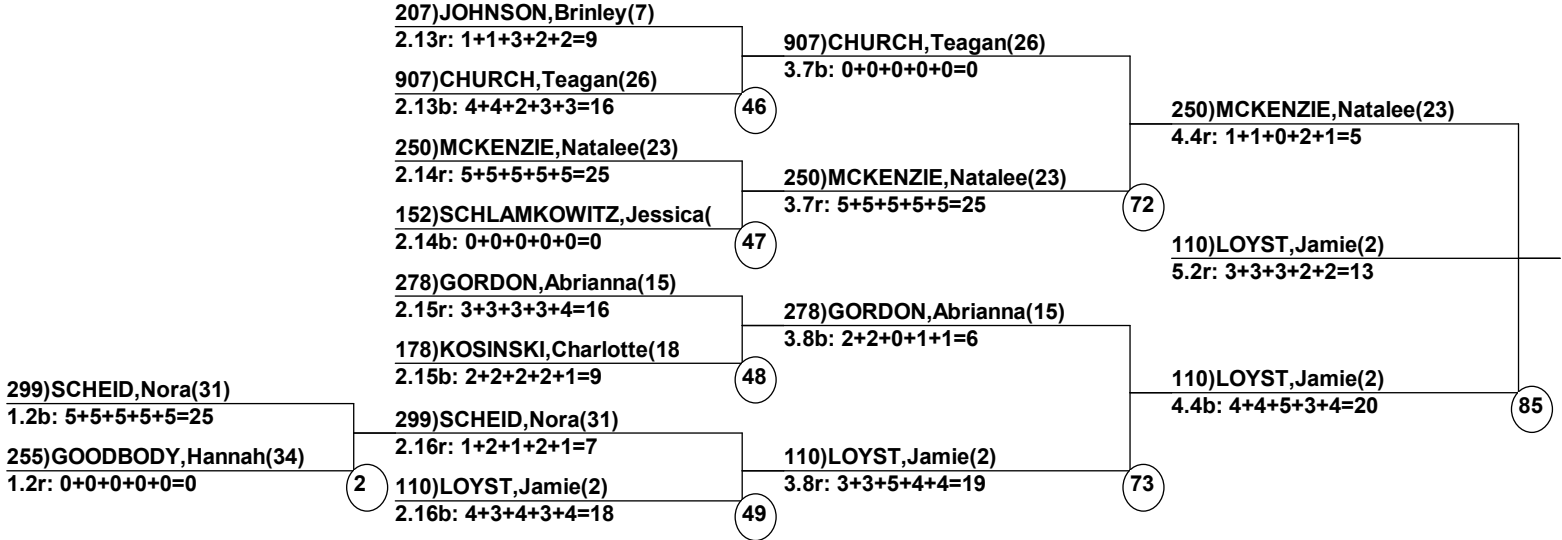 207)JOHNSON,Brinley(7)
2.13r: 1+1+3+2+2=9
907)CHURCH,Teagan(26)
3.7b: 0+0+0+0+0=0
907)CHURCH,Teagan(26)
2.13b: 4+4+2+3+3=16
46
250)MCKENZIE,Natalee(23)
4.4r: 1+1+0+2+1=5
250)MCKENZIE,Natalee(23)
2.14r: 5+5+5+5+5=25
250)MCKENZIE,Natalee(23)
3.7r: 5+5+5+5+5=25
72
152)SCHLAMKOWITZ,Jessica(
2.14b: 0+0+0+0+0=0
47
110)LOYST,Jamie(2)
5.2r: 3+3+3+2+2=13
278)GORDON,Abrianna(15)
2.15r: 3+3+3+3+4=16
278)GORDON,Abrianna(15)
3.8b: 2+2+0+1+1=6
178)KOSINSKI,Charlotte(18
2.15b: 2+2+2+2+1=9
48
299)SCHEID,Nora(31)
1.2b: 5+5+5+5+5=25
110)LOYST,Jamie(2)
4.4b: 4+4+5+3+4=20
85
299)SCHEID,Nora(31)
2.16r: 1+2+1+2+1=7
255)GOODBODY,Hannah(34)
1.2r: 0+0+0+0+0=0
2
110)LOYST,Jamie(2)
3.8r: 3+3+5+4+4=19
73
110)LOYST,Jamie(2)
2.16b: 4+3+4+3+4=18
49